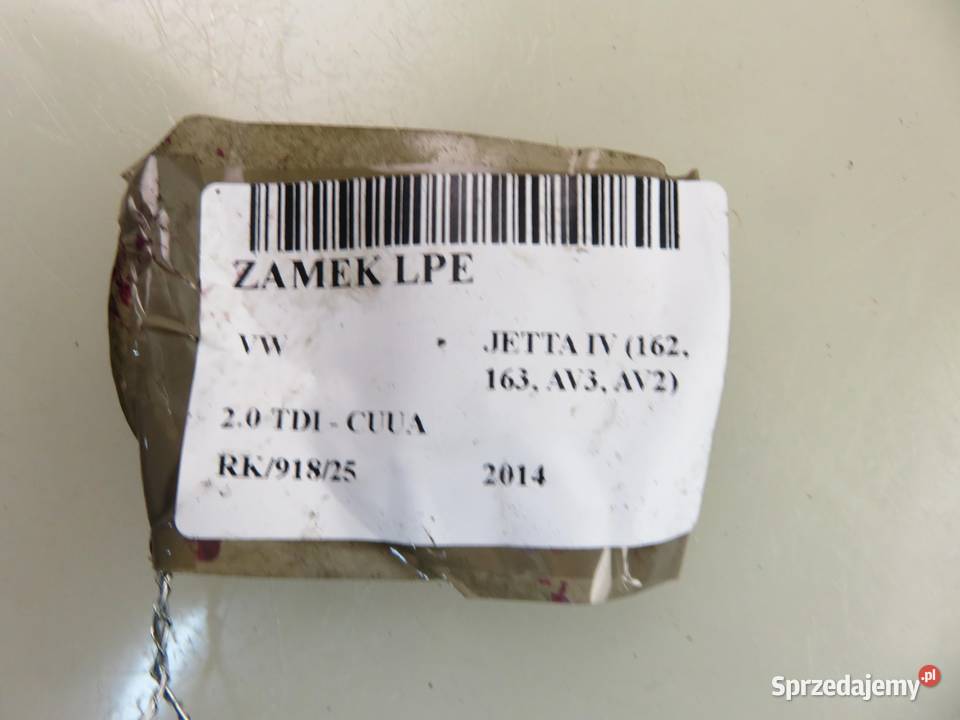 ZAMEK LPE
VW • JETTA IV (162,
163, AV3, AV2)
2.0 TDI - CUUA
RK/918/25 2014
Sprzedajemy.pl